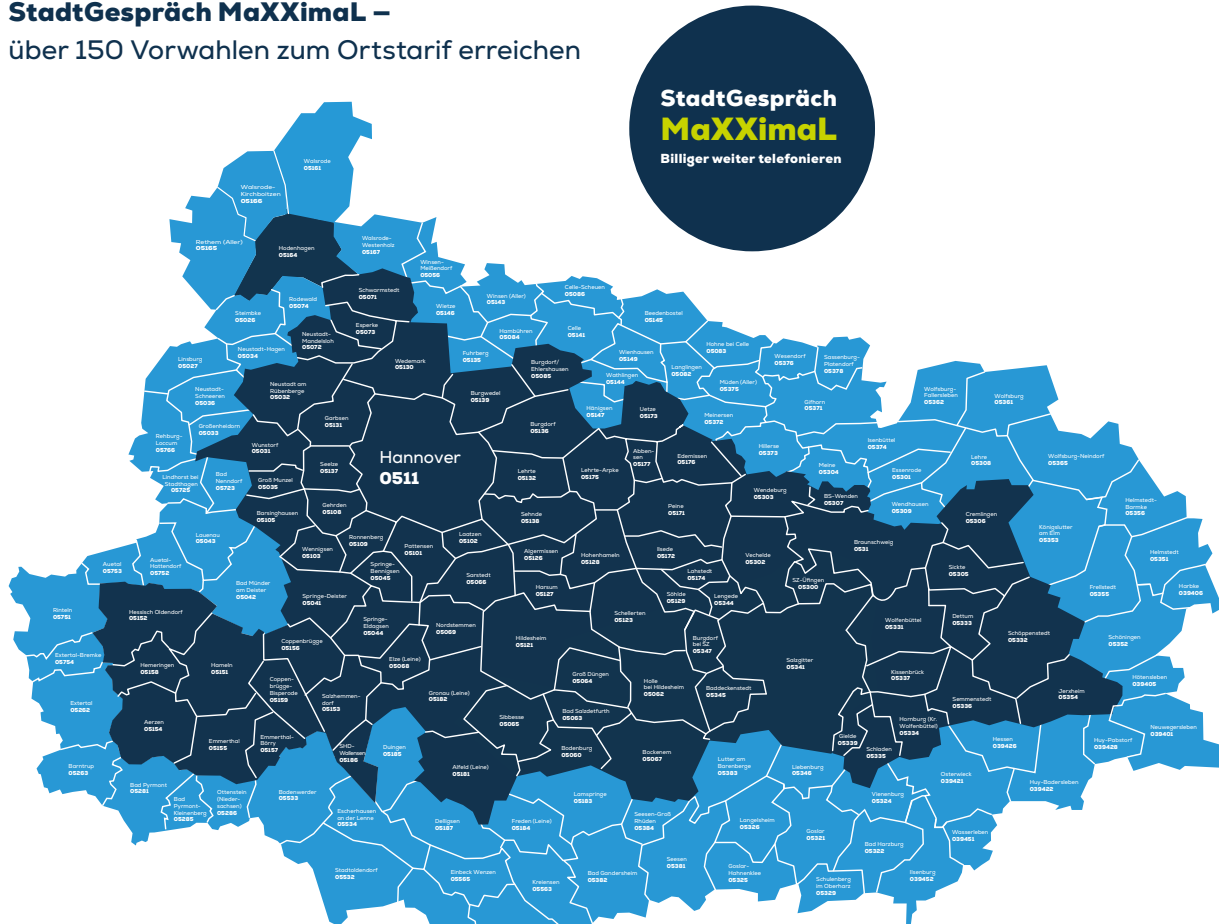 StadtGespräch MaXXimaL –
über 150 Vorwahlen zum Ortstarif erreichen
StadtGespräch
MaXXimaL
Billiger weiter telefonieren
Walsrode
05161
Walsrode-
Kirchboitzen
05166
Rethem (Aller)
05165
Hodenhagen
05164
Walsrode-
Westenholz
05167
Winsen-
Meißendorf
05056
Schwarmstedt
05071
Rodewald
05074
Steimbke
05026
Esperke
05073
Neustadt-
Mandelsloh
05072
Wietze
05146
Winsen (Aller)
05143
Celle-Scheuen
05086
Hambühren
05084
Celle
05141
Beedenbostel
05145
Linsburg
05027
Neustadt-Hagen
05034
Wedemark
05130
Fuhrberg
05135
Burgdorf/
Ehlershausen
05085
Wienhausen
05149
Wathlingen
05144
Langlingen
05082
Hohne bei Celle
05083
Wesendorf
05376
Sassenburg-
Platendorf
05378
Müden (Aller)
05375
Neustadt-
Schneeren
05036
Neustadt am
Rübenberge
05032
Burgwedel
05139
Hänigsen
05147
Uetze
05173
Meinersen
05372
Gifhorn
05371
Wolfsburg-
Fallersleben
05362
Wolfsburg
05361
Großenheidorn
05033
Garbsen
05131
Burgdorf
05136
Rehburg-
Loccum
05766
Wunstorf
05031
Hannover
0511
Abben-
sen
05177
Edemissen
05176
Hillerse
05373
Isenbüttel
05374
Meine
05304
Essenrode
05301
Lehre
05308
Wolfsburg-Neindorf
05365
Lindhorst bei
Stadthagen
05725
Bad
Nenndorf
05723
Groß Munzel
05035
Seelze
05137
Lehrte
05132
Lehrte-Arpke
05175
Wendeburg
05303
BS-Wenden
05307
Wendhausen
05309
Cremlingen
05306
Helmstedt-
Barmke
05356
Barsinghausen
05105
Gehrden
05108
Sehnde
05138
Peine
05171
Lauenau
05043
Ronnenberg
05109
Pattensen
05101
Laatzen
05102
Wennigsen
05103
Algermissen
05126
Hohenhameln
05128
Ilsede
05172
Vechelde
05302
Braunschweig
0531
Königslutter
am Elm
05353
Helmstedt
05351
Auetal
05753
Auetal-
Hattendorf
05752
Springe-
Bennigsen
05045
Sarstedt
05066
Harsum
05127
Lahstedt
05174
Sickte
05305
Bad Münder
am Deister
05042
Springe-Deister
05041
Söhlde
05129
Lengede
05344
SZ-Üfingen
05300
Frellstedt
05355
Harbke
039406
Rinteln
05751
Hessisch Oldendorf
05152
Springe-
Eldagsen
05044
Nordstemmen
05069
Schellerten
05123
Wolfenbüttel
05331
Dettum
05333
Schöppenstedt
05332
Schöningen
05352
Coppenbrügge
05156
Elze (Leine)
05068
Hildesheim
05121
Burgdorf
bei SZ
05347
Salzgitter
05341
Extertal-Bremke
05754
Hemeringen
05158
Hameln
05151
Groß Düngen
05064
Holle
bei Hildesheim
05062
Kissenbrück
05337
Hötensleben
039405
Extertal
05262
Coppen-
brügge-
Bisperode
05159
Salzhemmen-
dorf
05153
Gronau (Leine)
05182
Baddeckenstedt
05345
Semmenstedt
05336
Jerxheim
05354
Aerzen
05154
Sibbesse
05065
Bad Salzdetfurth
05063
Hornburg (Kr.
Wolfenbüttel)
05334
Neuwegersleben
039401
Emmerthal
05155
Emmerthal-
Börry
05157
SHD-
Wallensen
05186
Duingen
05185
Bodenburg
05060
Bockenem
05067
Gielde
05339
Schladen
05335
Hessen
039426
Huy-Pabstorf
039428
Barntrup
05263
Alfeld (Leine)
05181
Lutter am
Barenberge
05383
Liebenburg
05346
Osterwieck
039421
Huy-Badersleben
039422
Bad Pyrmont
05281
Bad
Pyrmont-
Kleinenberg
05285
Ottenstein
(Nieder-
sachsen)
05286
Bodenwerder
05533
Lamspringe
05183
Vienenburg
05324
Eschershausen
an der Lenne
05534
Delligsen
05187
Freden (Leine)
05184
Seesen-Groß
Rhüden
05384
Langelsheim
05326
Goslar
05321
Wasserleben
039451
Bad Harzburg
05322
Stadtoldendorf
05532
Einbeck Wenzen
05565
Kreiensen
05563
Bad Gandersheim
05382
Seesen
05381
Goslar-
Hahnenklee
05325
Schulenberg
im Oberharz
05329
Ilsenburg
039452